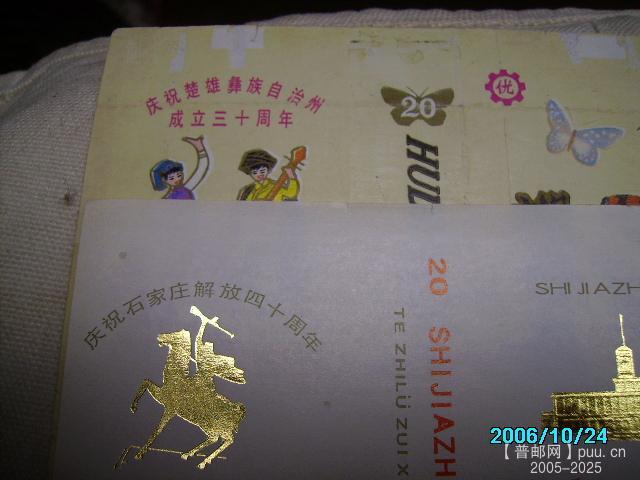 庆祝楚雄彝族自治州
成立三十周年
20
优
HUL
庆祝石家庄解放四十周年
TE ZHILÜ ZUI X
20 SHIJIAZH
SHIJIAZH
2006/10/24
【普邮网】puu.cn
2005-2025